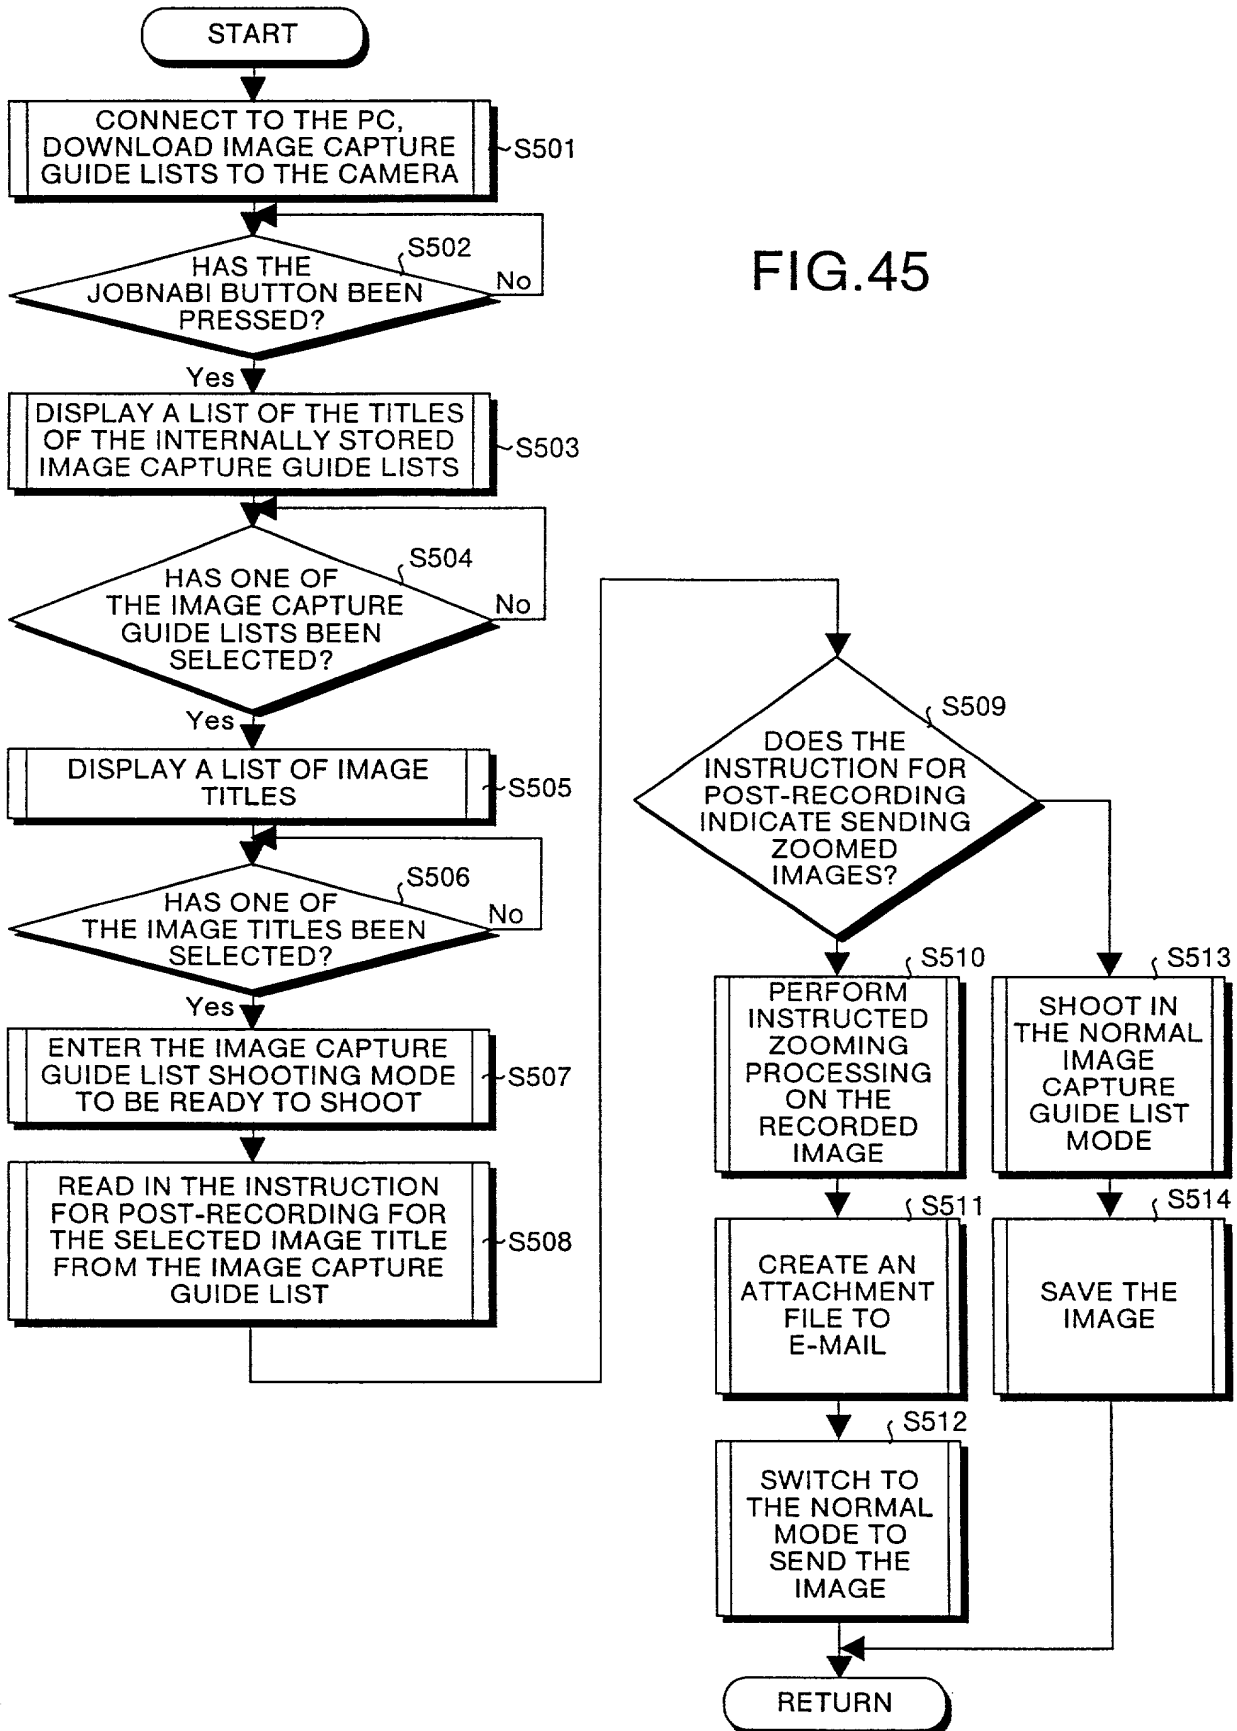 START
CONNECT TO THE PC,
DOWNLOAD IMAGE CAPTURE
GUIDE LISTS TO THE CAMERA
S501
S502
HAS THE
JOBNABI BUTTON BEEN
PRESSED?
No
Yes
DISPLAY A LIST OF THE TITLES
OF THE INTERNALLY STORED
IMAGE CAPTURE GUIDE LISTS
S503
S504
HAS ONE OF
THE IMAGE CAPTURE
GUIDE LISTS BEEN
SELECTED?
No
Yes
DISPLAY A LIST OF IMAGE
TITLES
S505
S506
HAS ONE OF
THE IMAGE TITLES BEEN
SELECTED?
No
Yes
ENTER THE IMAGE CAPTURE
GUIDE LIST SHOOTING MODE
TO BE READY TO SHOOT
S507
READ IN THE INSTRUCTION
FOR POST-RECORDING FOR
THE SELECTED IMAGE TITLE
FROM THE IMAGE CAPTURE
GUIDE LIST
S508
FIG.45
S509
DOES THE
INSTRUCTION FOR
POST-RECORDING
INDICATE SENDING
ZOOMED
IMAGES?
S510
PERFORM
INSTRUCTED
ZOOMING
PROCESSING
ON THE
RECORDED
IMAGE
S511
CREATE AN
ATTACHMENT
FILE TO
E-MAIL
S512
SWITCH TO
THE NORMAL
MODE TO
SEND THE
IMAGE
S513
SHOOT IN
THE NORMAL
IMAGE
CAPTURE
GUIDE LIST
MODE
S514
SAVE THE
IMAGE
RETURN